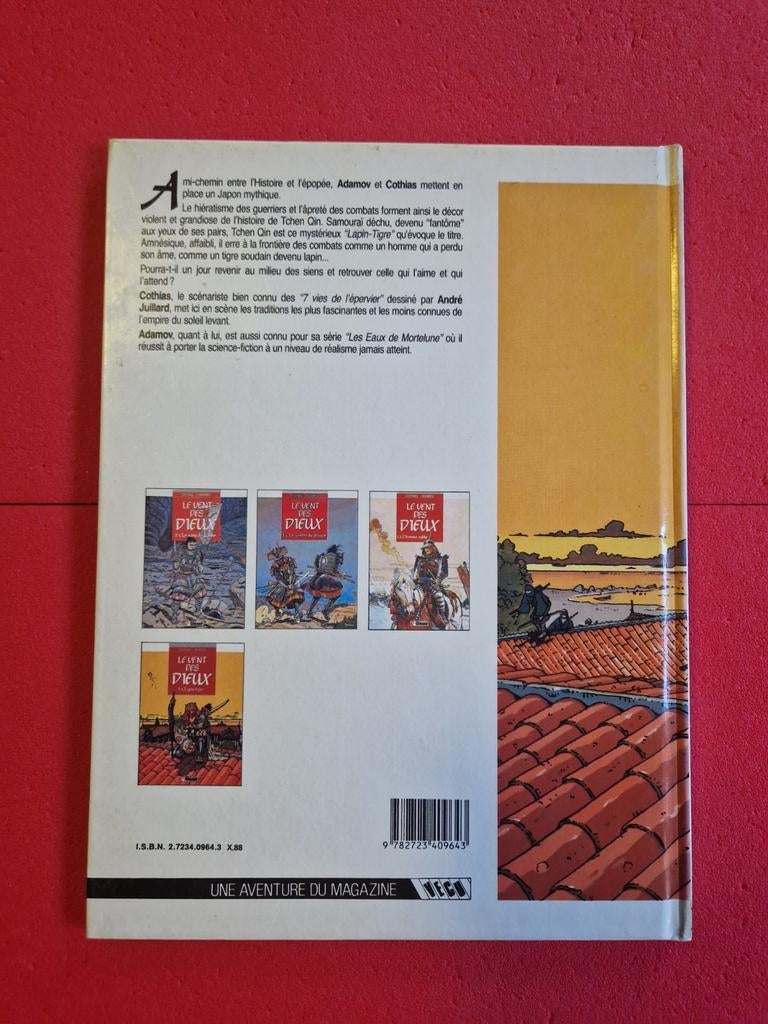 A mi-chemin entre l'Histoire et l'épopée, Adamov et Cothias mettent en
place un Japon mythique.
Le hiératisme des guerriers et l'âpreté des combats forment ainsi le décor
violent et grandiose de l'histoire de Tchen Qin. Samouraï déchu, devenu "fantôme"
aux yeux de ses pairs, Tchen Qin est ce mystérieux "Lapin-Tigre" qu'évoque le titre.
Amnésique, affaibli, il erre à la frontière des combats comme un homme qui a perdu
son âme, comme un tigre soudain devenu lapin...
Pourra-t-il un jour revenir au milieu des siens et retrouver celle qui l'aime et qui
l'attend ?
Cothias, le scénariste bien connu des "7 vies de l'épervier" dessiné par André
Juillard, met ici en scène les traditions les plus fascinantes et les moins connues de
l'empire du soleil levant.
Adamov, quant à lui, est aussi connu pour sa série "Les Eaux de Mortelune" où il
réussit à porter la science-fiction à un niveau de réalisme jamais atteint.
LE VENT
DES
DIEUX
LE VENT
DES
DIEUX
LE VENT
DES
DIEUX
LE VENT
DES
DIEUX
I.S.B.N. 2.7234.0964.3 X.88
9 782723 409643
UNE AVENTURE DU MAGAZINE VECU